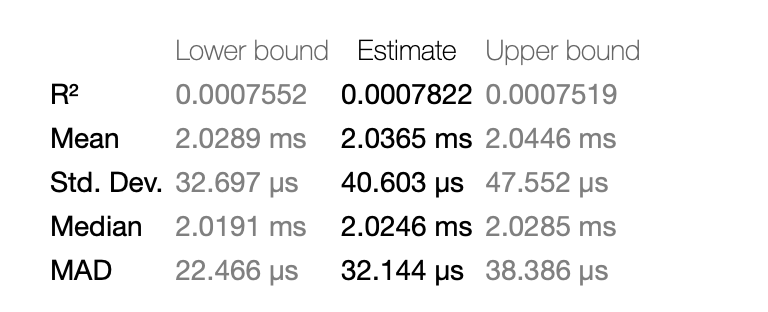 Lower bound Estimate Upper bound
R² 0.0007552 0.0007822 0.0007519
Mean 2.0289 ms 2.0365 ms 2.0446 ms
Std. Dev. 32.697 µs 40.603 µs 47.552 µs
Median 2.0191 ms 2.0246 ms 2.0285 ms
MAD 22.466 µs 32.144 µs 38.386 µs